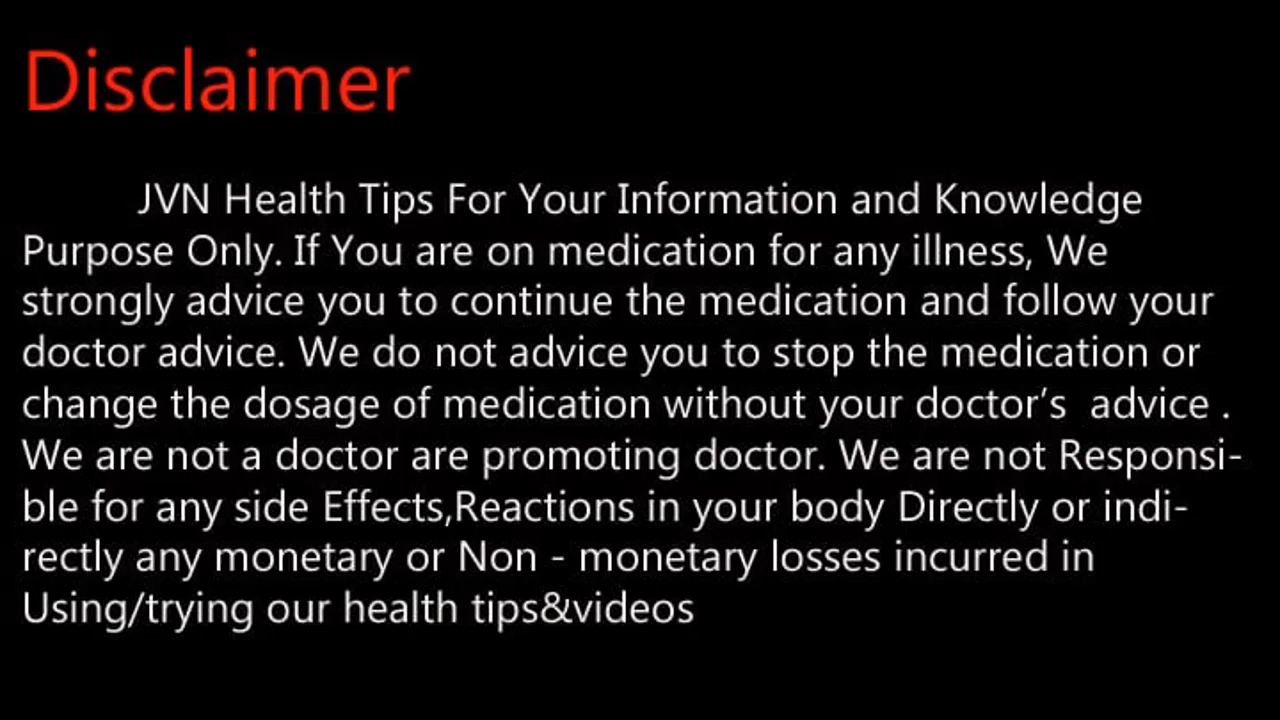 Disclaimer
JVN Health Tips For Your Information and Knowledge
Purpose Only. If You are on medication for any illness, We
strongly advice you to continue the medication and follow your
doctor advice. We do not advice you to stop the medication or
change the dosage of medication without your doctor’s  advice .
We are not a doctor are promoting doctor. We are not Responsi-
ble for any side Effects,Reactions in your body Directly or indi-
rectly any monetary or Non - monetary losses incurred in
Using/trying our health tips&videos